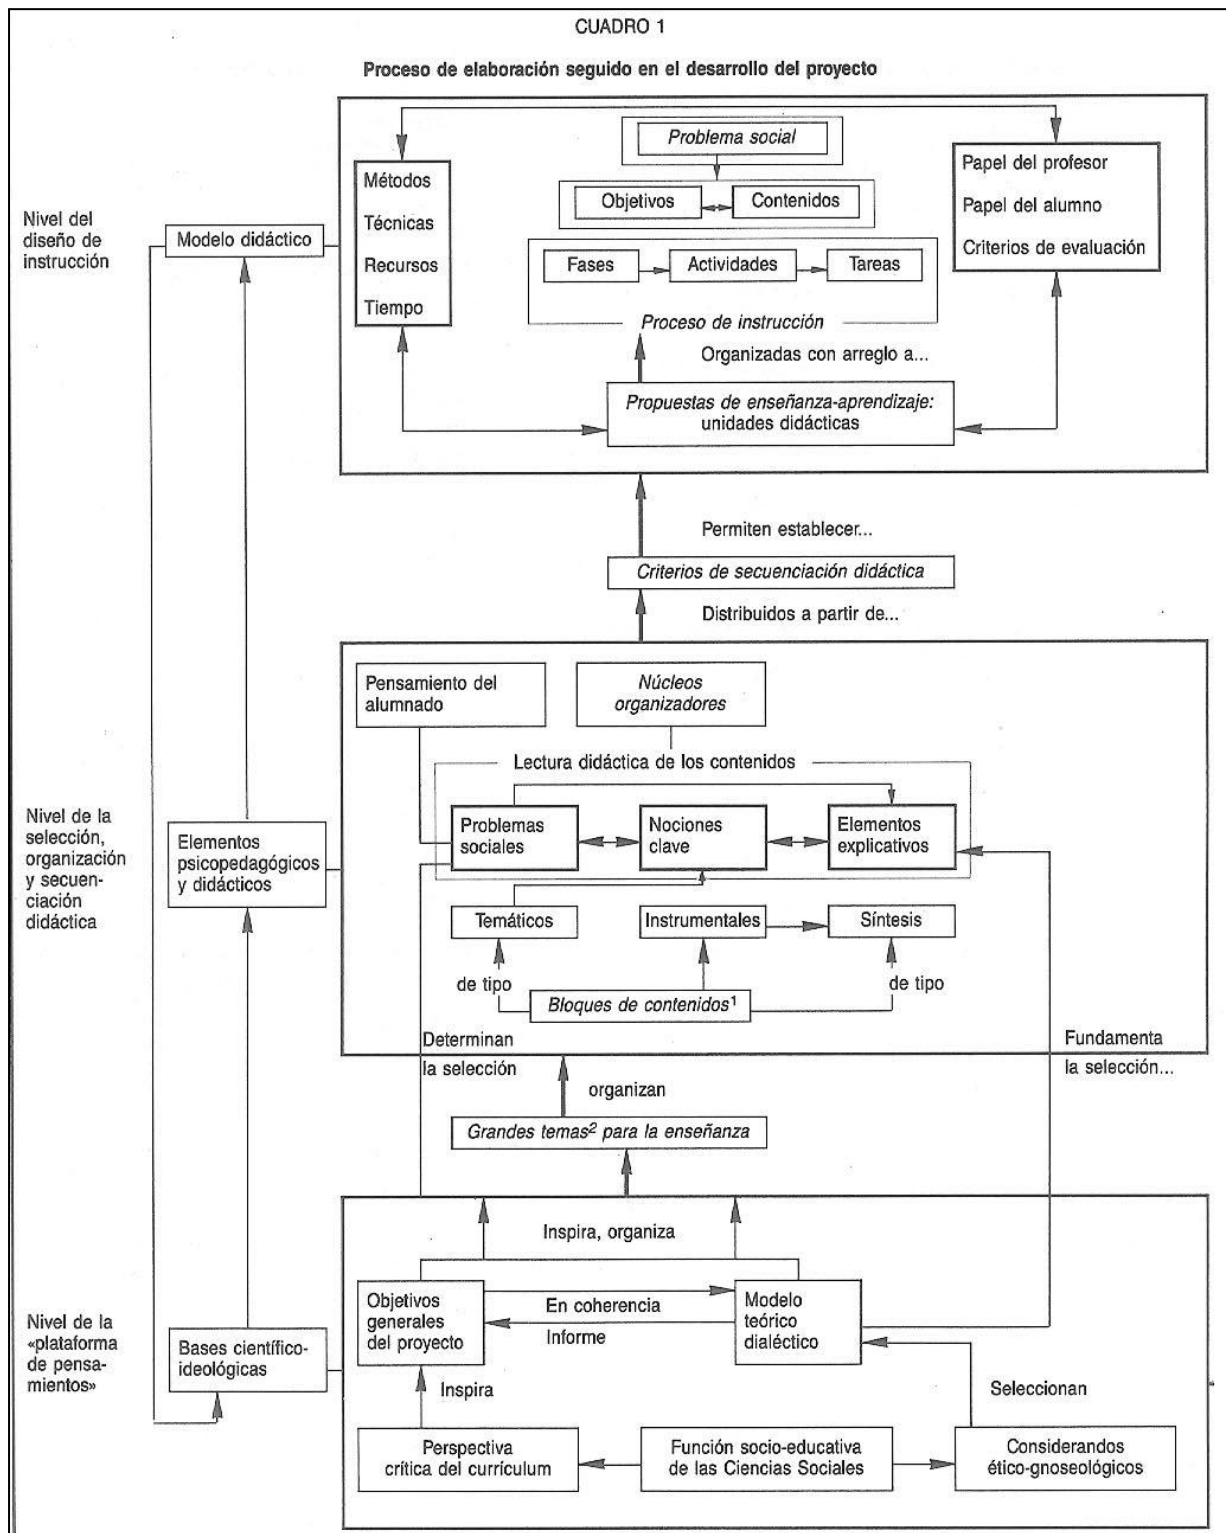 CUADRO 1
Proceso de elaboración seguido en el desarrollo del proyecto
Nivel del
diseño de
instrucción
Modelo didáctico
Métodos
Técnicas
Recursos
Tiempo
Problema social
Objetivos
Contenidos
Fases
Actividades
Tareas
Proceso de instrucción
Papel del profesor
Papel del alumno
Criterios de evaluación
Organizadas con arreglo a...
Propuestas de enseñanza-aprendizaje:
unidades didácticas
Permiten establecer...
Criterios de secuenciación didáctica
Distribuidos a partir de...
Nivel de la
selección,
organización
y secuen-
ciación
didáctica
Elementos
psicopedagógicos
y didácticos
Pensamiento del
alumnado
Núcleos
organizadores
Lectura didáctica de los contenidos
Problemas
sociales
Nociones
clave
Elementos
explicativos
Temáticos
Instrumentales
Síntesis
de tipo
de tipo
Bloques de contenidos¹
Determinan
la selección
Fundamenta
la selección...
organizan
Grandes temas² para la enseñanza
Nivel de la
«plataforma
de pensa-
mientos»
Bases científico-
ideológicas
Inspira, organiza
Objetivos
generales
del proyecto
En coherencia
Informe
Modelo
teórico
dialéctico
Inspira
Seleccionan
Perspectiva
crítica del currículum
Función socio-educativa
de las Ciencias Sociales
Considerandos
ético-gnoseológicos